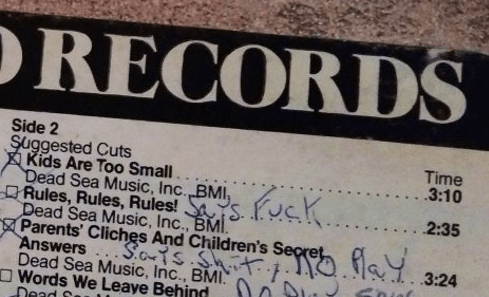 RECORDS
Side 2
Suggested Cuts
Time
Kids Are Too Small 3:10
Dead Sea Music, Inc., BMI
Rules, Rules, Rules! Says Fuck 2:35
Dead Sea Music, Inc., BMI.
Parents' Cliches And Children's Secret
Answers Says shit, NO Play 3:24
Dead Sea Music, Inc., BMI.
Words We Leave Behind
Dead Sea